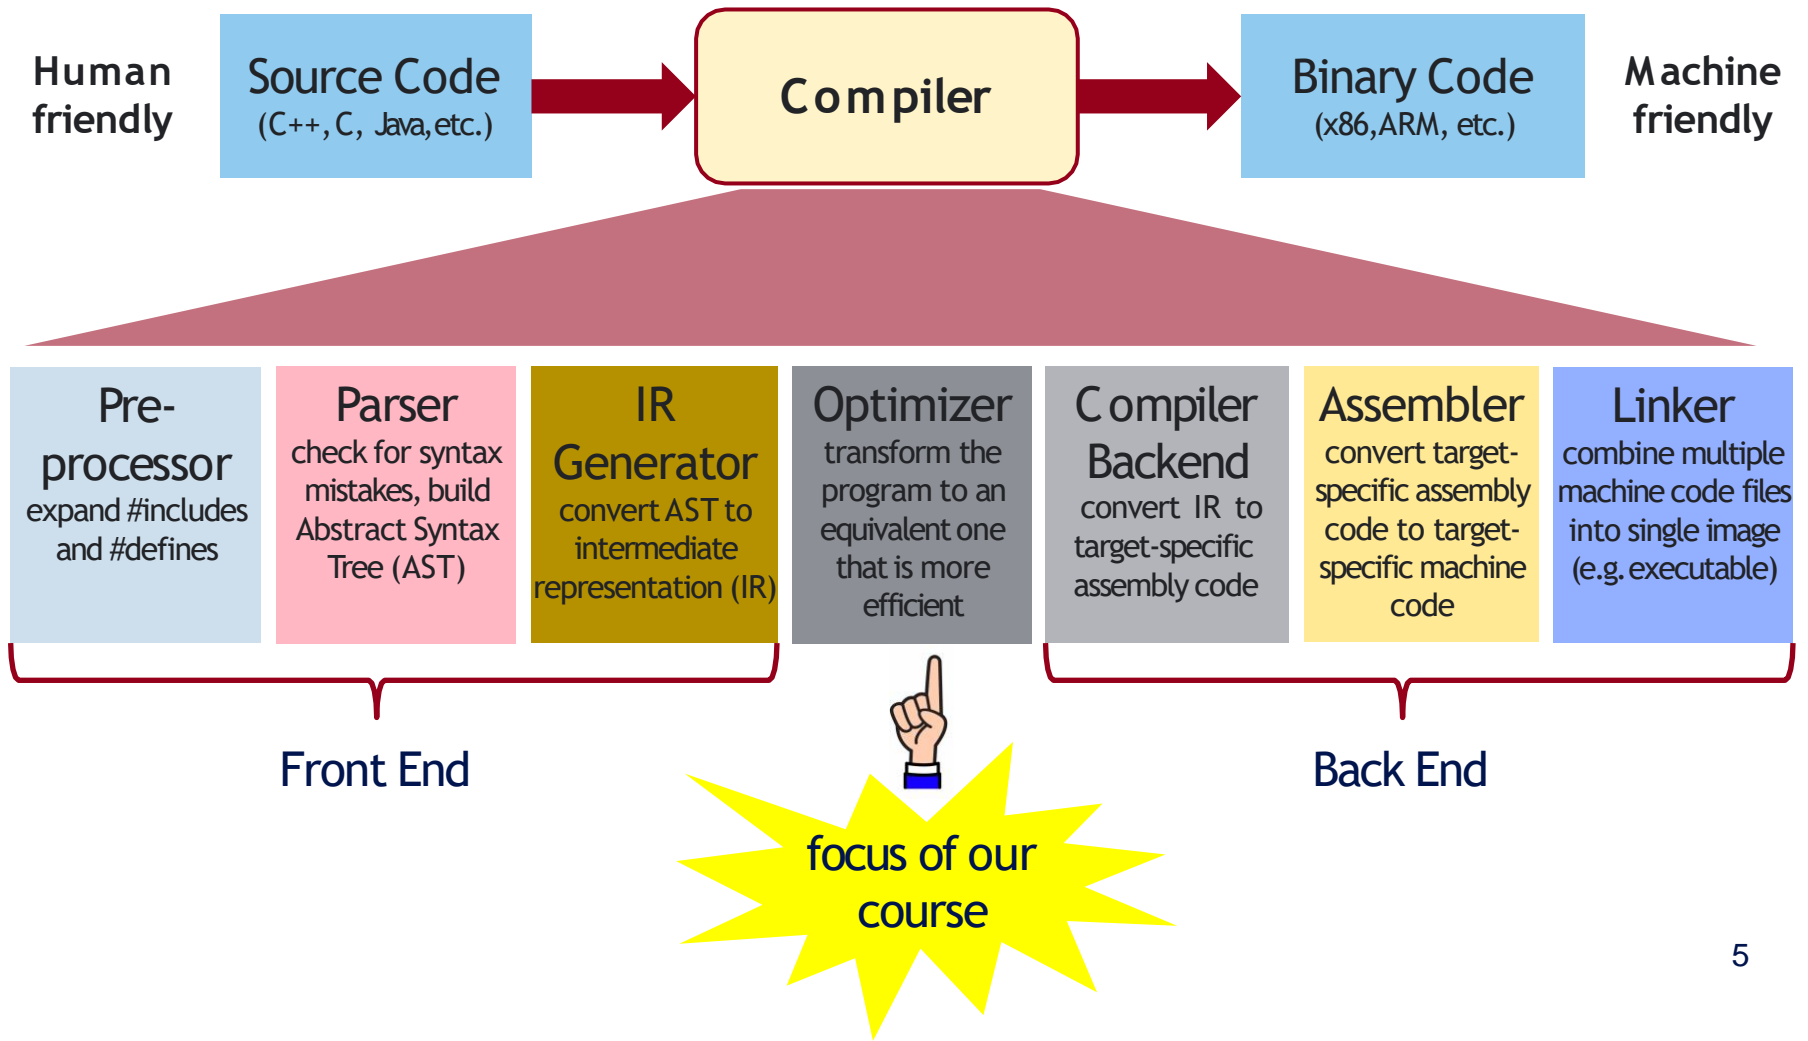 Human
friendly
Source Code
(C++, C, Java, etc.)
Compiler
Binary Code
(x86, ARM, etc.)
Machine
friendly
Pre-
processor
expand #includes
and #defines
Parser
check for syntax
mistakes, build
Abstract Syntax
Tree (AST)
IR
Generator
convert AST to
intermediate
representation (IR)
Optimizer
transform the
program to an
equivalent one
that is more
efficient
Compiler
Backend
convert IR to
target-specific
assembly code
Assembler
convert target-
specific assembly
code to target-
specific machine
code
Linker
combine multiple
machine code files
into single image
(e.g. executable)
Front End
Back End
focus of our
course
5